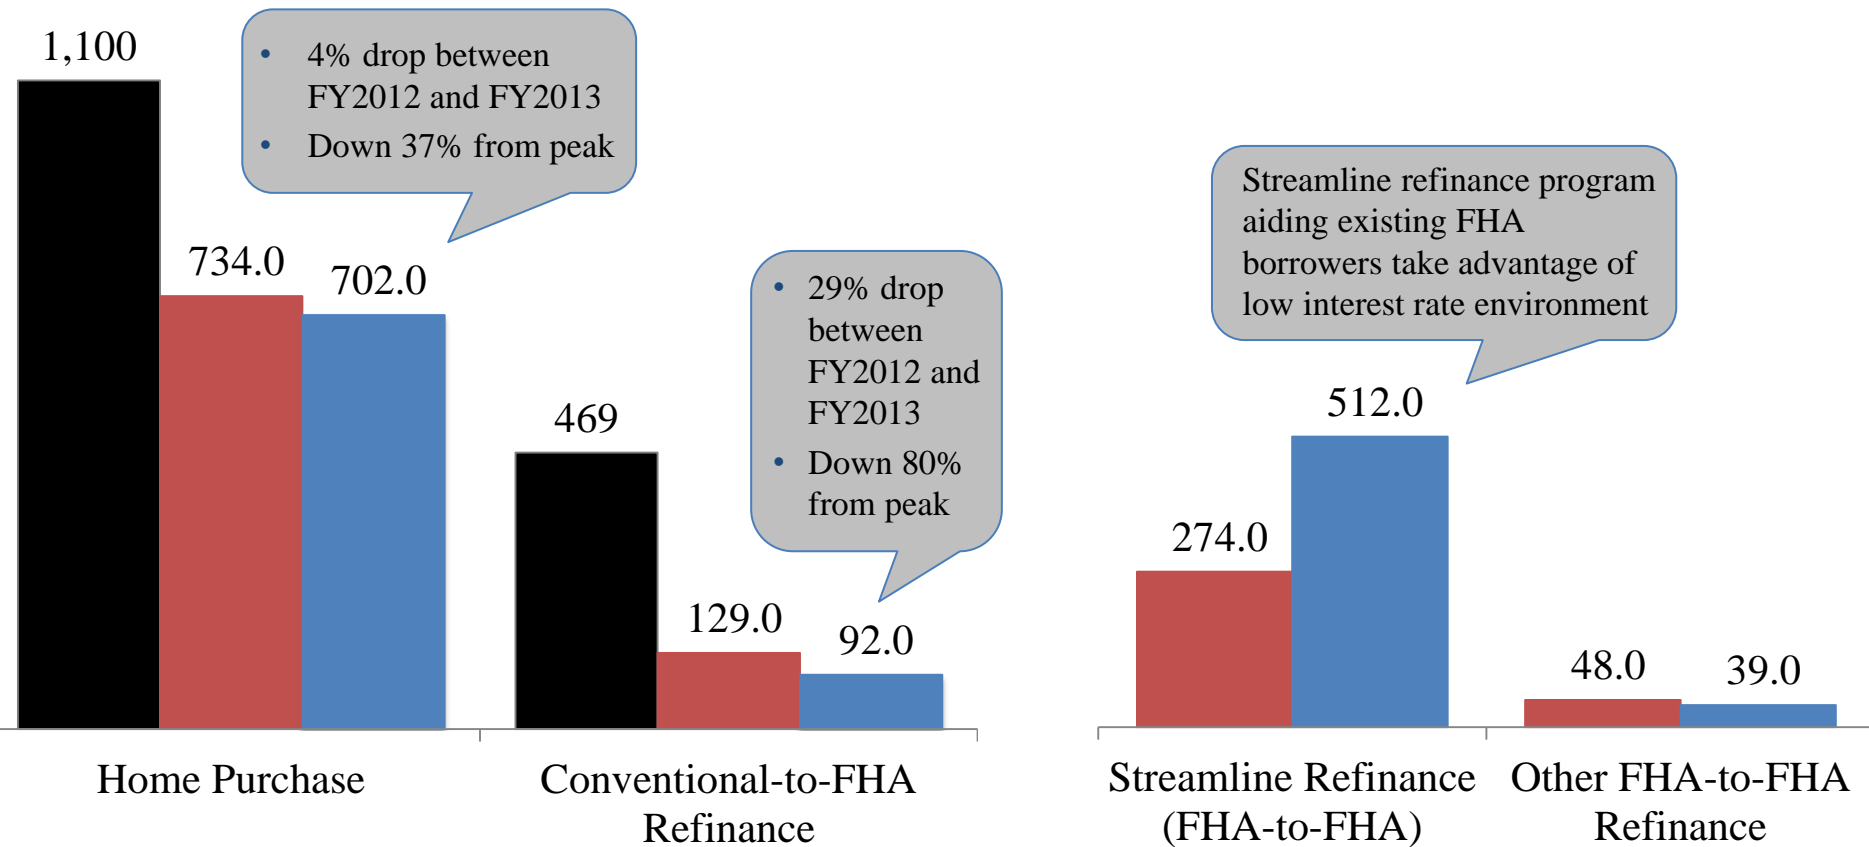 1,100
• 4% drop between
FY2012 and FY2013
• Down 37% from peak
734.0
702.0
469
• 29% drop
between
FY2012 and
FY2013
• Down 80%
from peak
129.0
92.0
Home Purchase
Conventional-to-FHA
Refinance
Streamline refinance program
aiding existing FHA
borrowers take advantage of
low interest rate environment
274.0
512.0
48.0
39.0
Streamline Refinance
(FHA-to-FHA)
Other FHA-to-FHA
Refinance